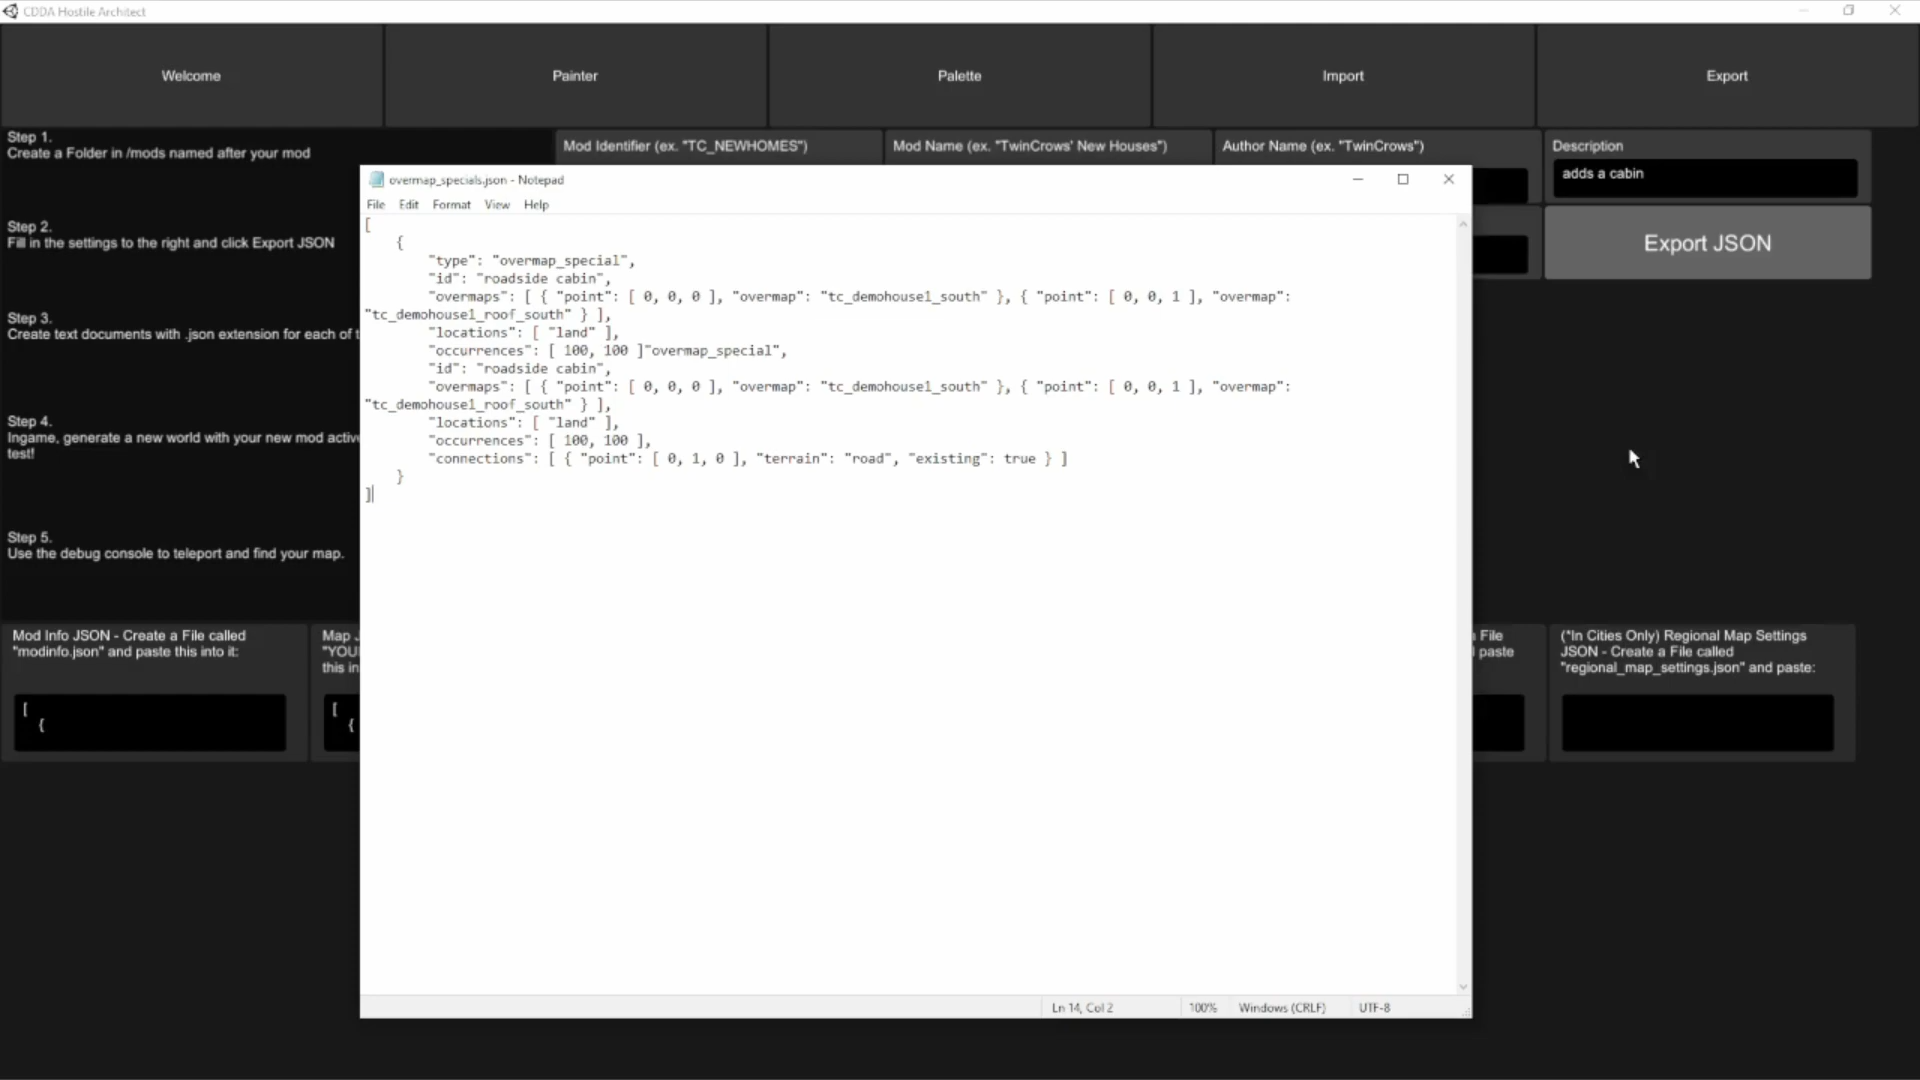 CDDA Hostile Architect
Welcome
Painter
Palette
Import
Export
Step 1.
Create a Folder in /mods named after your mod
Mod Identifier (ex. "TC_NEWHOMES")
Mod Name (ex. "TwinCrows' New Houses")
Author Name (ex. "TwinCrows")
Description
adds a cabin
Step 2.
Fill in the settings to the right and click Export JSON
Export JSON
Step 3.
Create text documents with .json extension for each of t
Step 4.
Ingame, generate a new world with your new mod active
test!
Step 5.
Use the debug console to teleport and find your map.
overmap_specials.json - Notepad
File Edit Format View Help
[
{
"type": "overmap_special",
"id": "roadside cabin",
"overmaps": [ { "point": [ 0, 0, 0 ], "overmap": "tc_demohouse1_south" }, { "point": [ 0, 0, 1 ], "overmap":
"tc_demohouse1_roof_south" } ],
"locations": [ "land" ],
"occurrences": [ 100, 100 ]"overmap_special",
"id": "roadside cabin",
"overmaps": [ { "point": [ 0, 0, 0 ], "overmap": "tc_demohouse1_south" }, { "point": [ 0, 0, 1 ], "overmap":
"tc_demohouse1_roof_south" } ],
"locations": [ "land" ],
"occurrences": [ 100, 100 ],
"connections": [ { "point": [ 0, 1, 0 ], "terrain": "road", "existing": true } ]
}
]
Ln 14, Col 2
100%
Windows (CRLF)
UTF-8
Mod Info JSON - Create a File called
"modinfo.json" and paste this into it:
[
{
Map J
"YOU
this in
[
{
File
paste
(*In Cities Only) Regional Map Settings
JSON - Create a File called
"regional_map_settings.json" and paste: